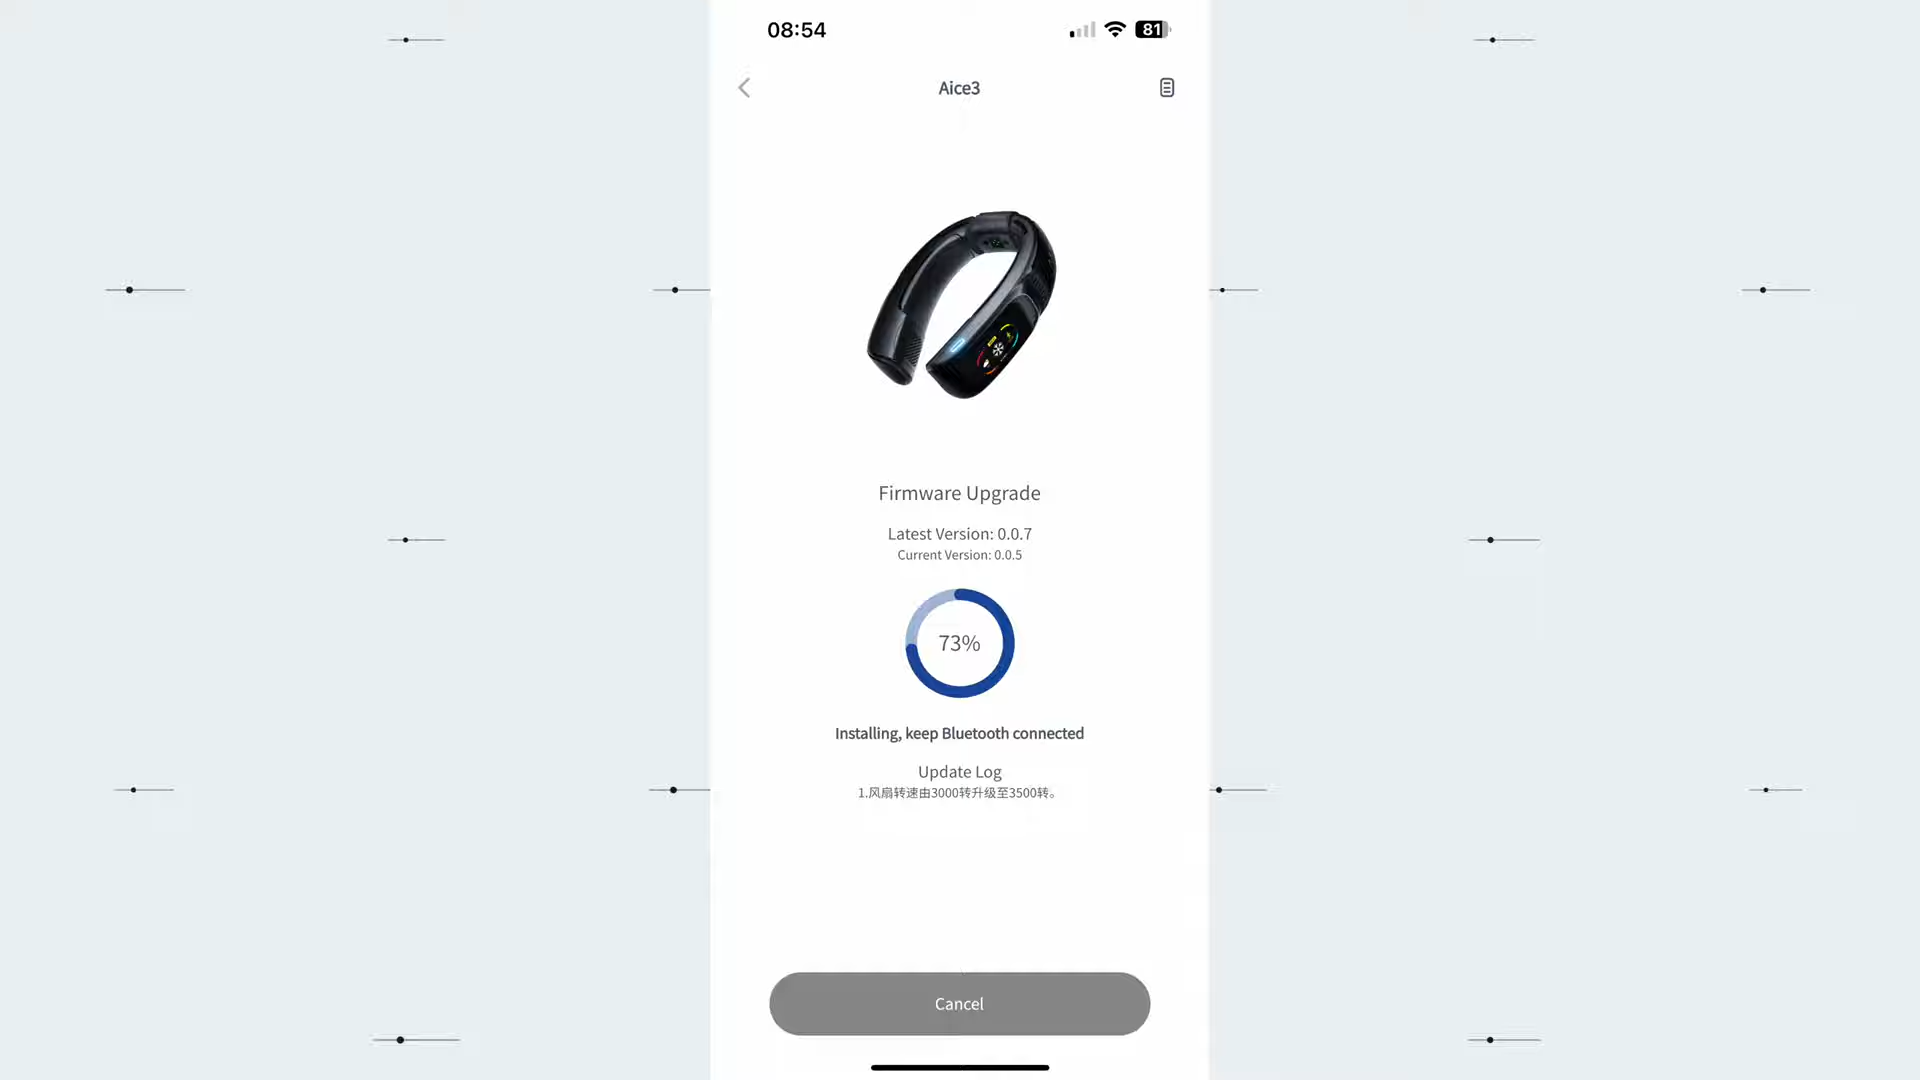 08:54
81
Aice3
Firmware Upgrade
Latest Version: 0.0.7
Current Version: 0.0.5
73%
Installing, keep Bluetooth connected
Update Log
1.风扇转速由3000转升级至3500转。
Cancel